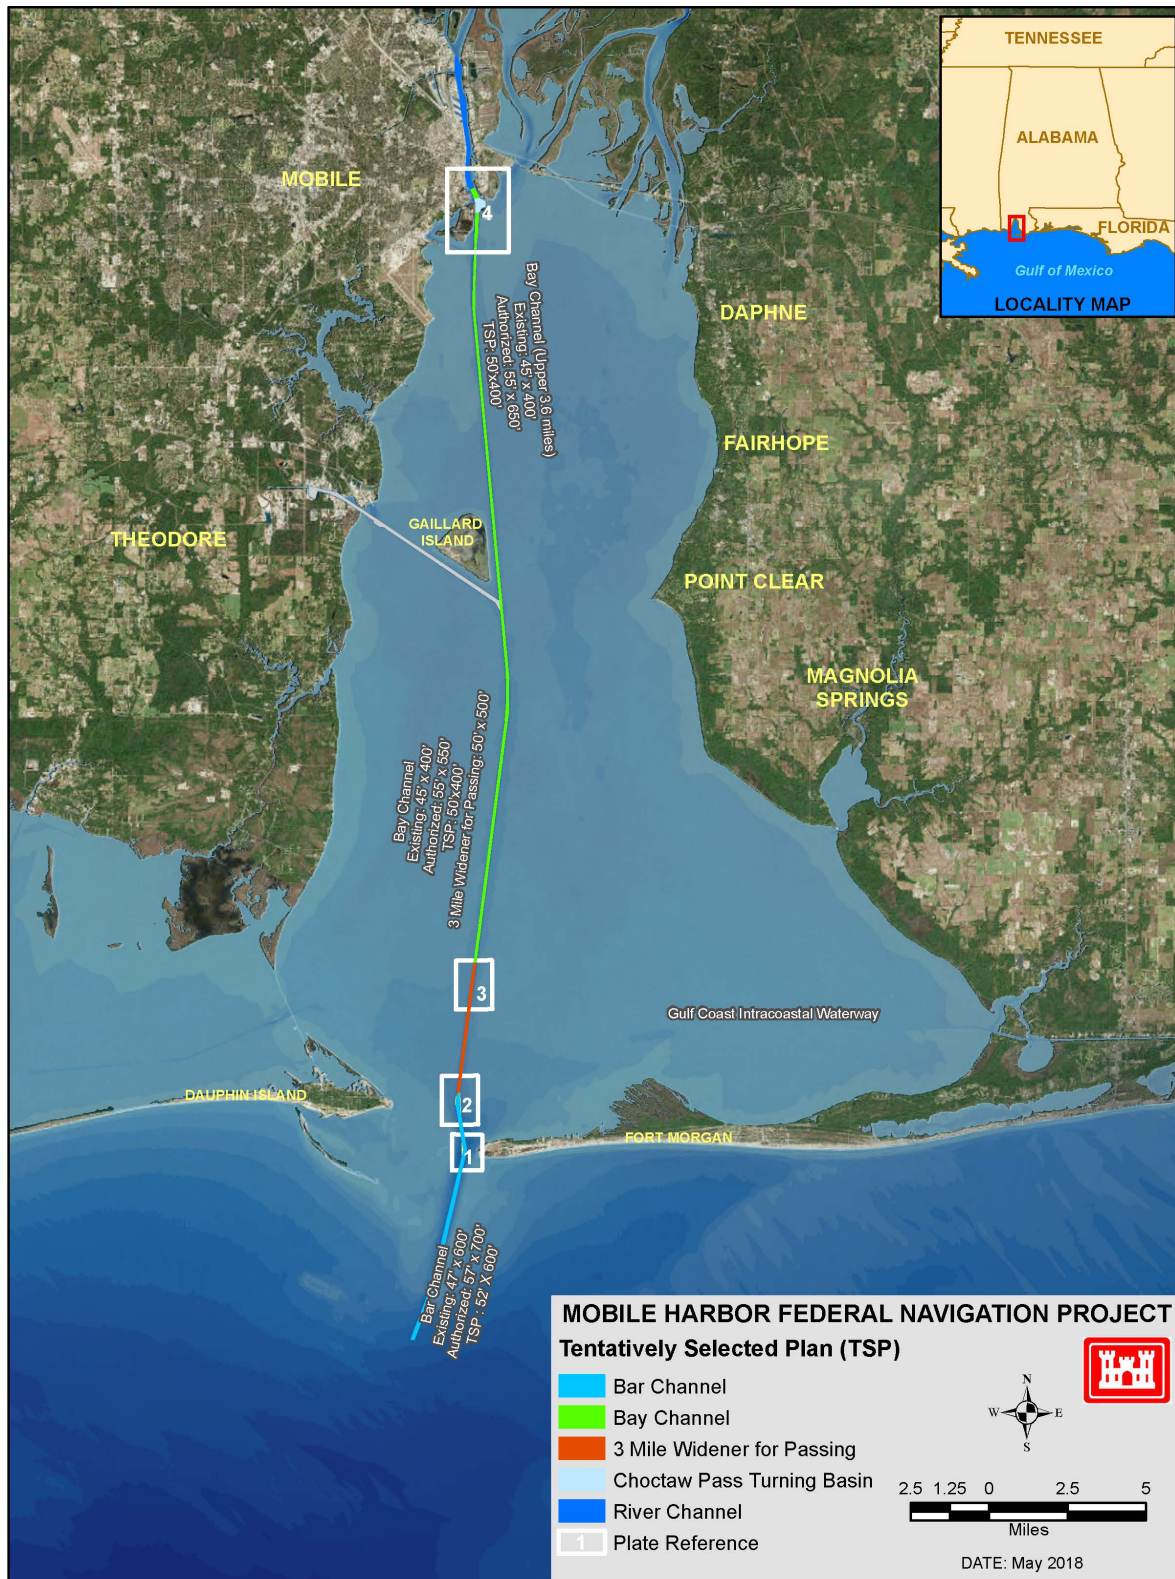 TENNESSEE
ALABAMA
FLORIDA
Gulf of Mexico
LOCALITY MAP
MOBILE
4
Bay Channel (Upper 3.6 miles)
Existing: 45' x 400'
Authorized: 55' x 650'
TSP: 50'x400'
DAPHNE
FAIRHOPE
GAILLARD
ISLAND
THEODORE
POINT CLEAR
MAGNOLIA
SPRINGS
Bay Channel
Existing: 45' x 400'
Authorized: 55' x 550'
TSP: 50'x400'
3 Mile Widener for Passing: 50' x 500'
3
Gulf Coast Intracoastal Waterway
DAUPHIN ISLAND
2
FORT MORGAN
1
Bar Channel
Existing: 47' x 600'
Authorized: 57' x 700'
TSP : 52' X 600'
MOBILE HARBOR FEDERAL NAVIGATION PROJECT
Tentatively Selected Plan (TSP)
Bar Channel
Bay Channel
3 Mile Widener for Passing
Choctaw Pass Turning Basin
River Channel
1 Plate Reference
N
W E
S
2.5 1.25 0 2.5 5
Miles
DATE: May 2018